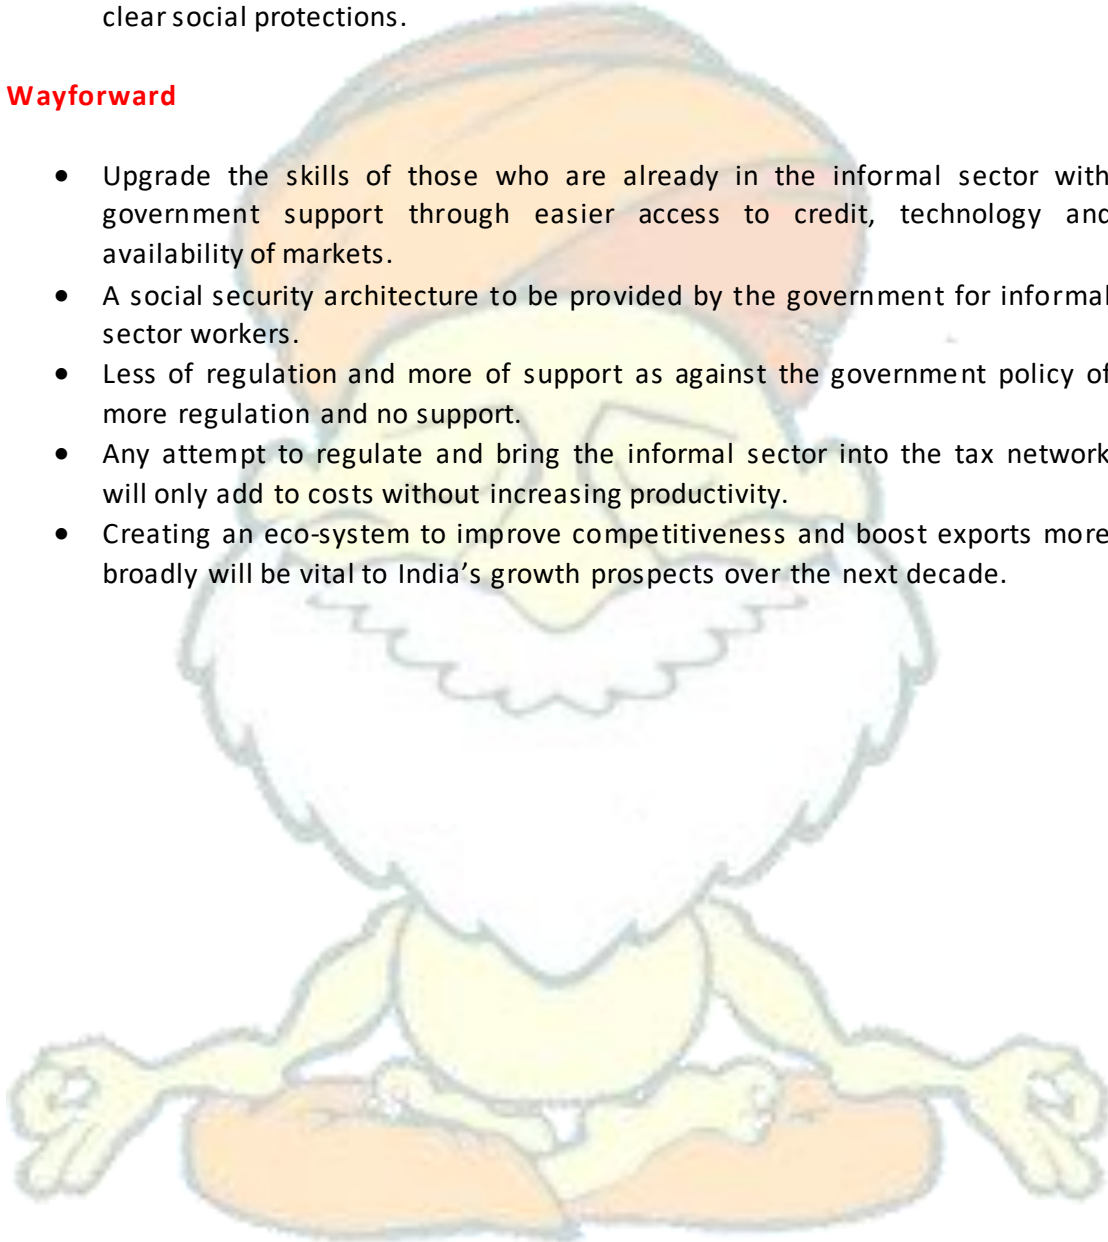 clear social protections.
Wayforward
• Upgrade the skills of those who are already in the informal sector with
government support through easier access to credit, technology and
availability of markets.
• A social security architecture to be provided by the government for informal
sector workers.
• Less of regulation and more of support as against the government policy of
more regulation and no support.
• Any attempt to regulate and bring the informal sector into the tax network
will only add to costs without increasing productivity.
• Creating an eco-system to improve competitiveness and boost exports more
broadly will be vital to India’s growth prospects over the next decade.